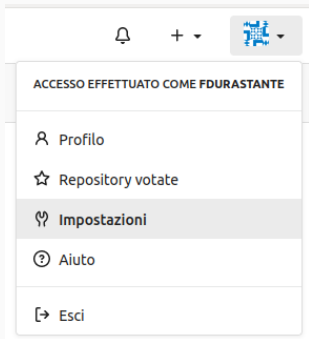 ACCESSO EFFETTUATO COME FDURASTANTE
Profilo
Repository votate
Impostazioni
Aiuto
Esci